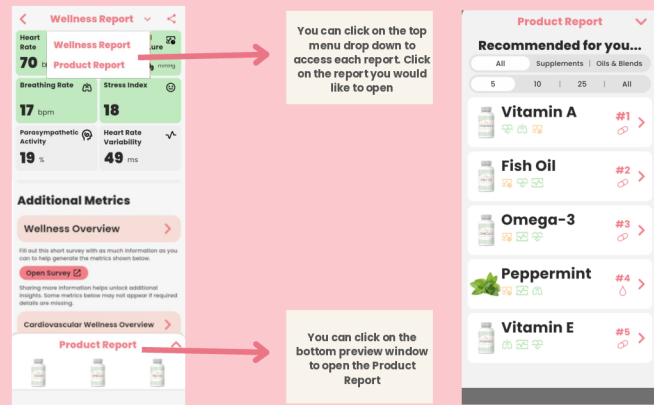 Wellness Report
Heart
Rate
70
Wellness Report
Product Report
ure
mmHg
Breathing Rate
17 bpm
Stress Index
18
Parasympathetic
Activity
19 %
Heart Rate
Variability
49 ms
Additional Metrics
Wellness Overview
Fill out this short survey with as much information as you
can to help generate the metrics shown below.
Open Survey
Sharing more information helps unlock additional
insights. Some metrics below may not appear if required
details are missing.
Cardiovascular Wellness Overview
Product Report
You can click on the top
menu drop down to
access each report. Click
on the report you would
like to open
You can click on the
bottom preview window
to open the Product
Report
Product Report
Recommended for you...
All Supplements | Oils & Blends
5 10 | 25 | All
Vitamin A #1
Fish Oil #2
Omega-3 #3
Peppermint #4
Vitamin E #5